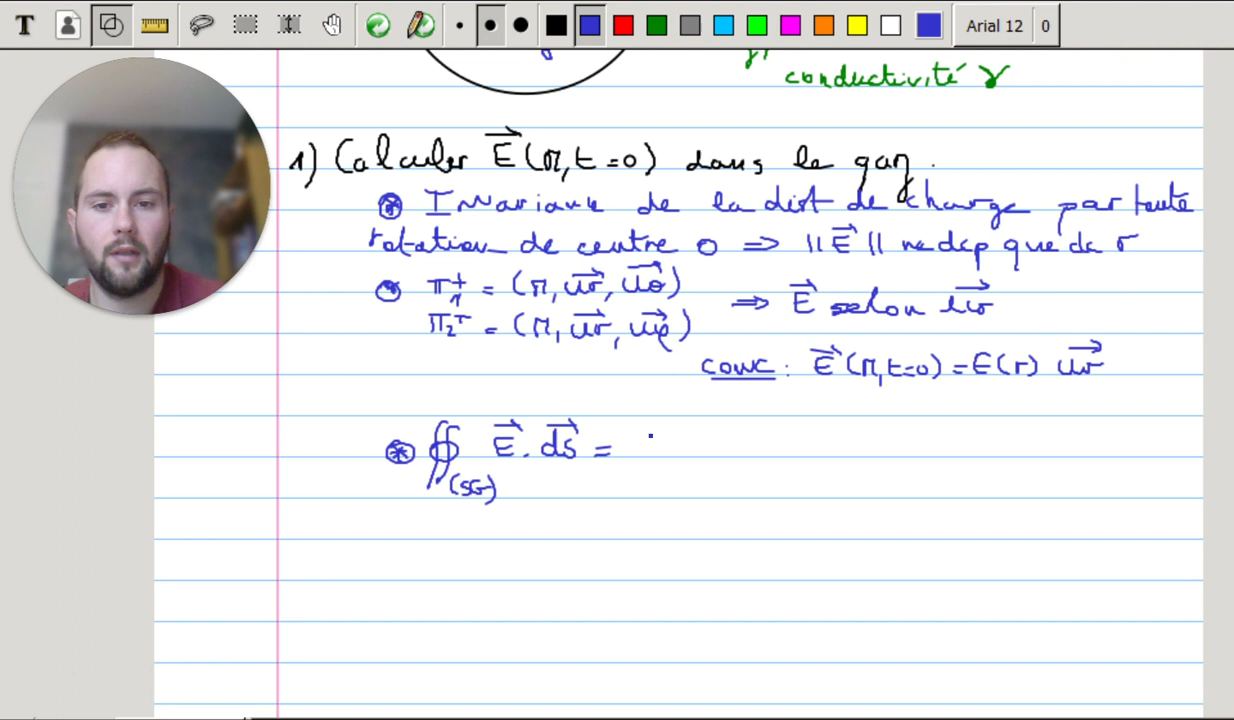 T Arial 12 0
conductivité γ
1) Calculer E⃗(M,t=0) dans le gaz.
⊛ Invariance de la dist de charge par toute
rotation de centre O ⇒ ||E⃗|| ne dep que de r
⊛ π₁⁺ = (M, u⃗r, u⃗θ)
π₂⁺ = (M, u⃗r, u⃗φ)
⇒ E⃗ selon u⃗r
CONC : E⃗(M,t=0) = E(r) u⃗r
⊛ ∯(SG) E⃗ . dS⃗ =